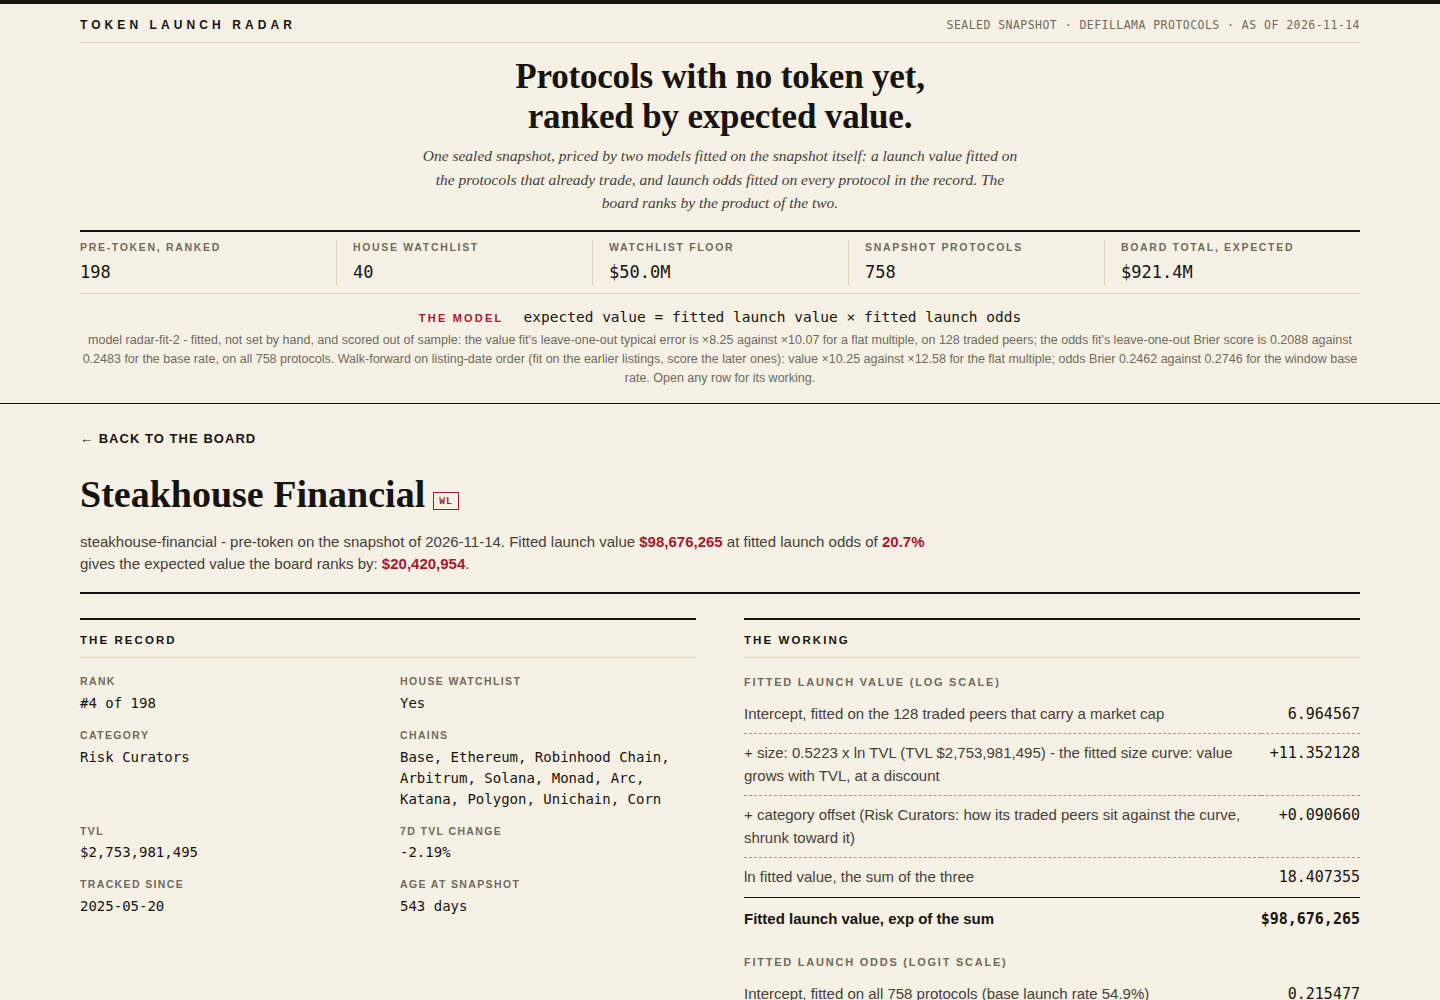 TOKEN LAUNCH RADAR
SEALED SNAPSHOT · DEFILLAMA PROTOCOLS · AS OF 2026-11-14
Protocols with no token yet,
ranked by expected value.
One sealed snapshot, priced by two models fitted on the snapshot itself: a launch value fitted on
the protocols that already trade, and launch odds fitted on every protocol in the record. The
board ranks by the product of the two.
PRE-TOKEN, RANKED
198
HOUSE WATCHLIST
40
WATCHLIST FLOOR
$50.0M
SNAPSHOT PROTOCOLS
758
BOARD TOTAL, EXPECTED
$921.4M
THE MODEL expected value = fitted launch value × fitted launch odds
model radar-fit-2 - fitted, not set by hand, and scored out of sample: the value fit's leave-one-out typical error is ×8.25 against ×10.07 for a flat multiple, on 128 traded peers; the odds fit's leave-one-out Brier score is 0.2088 against
0.2483 for the base rate, on all 758 protocols. Walk-forward on listing-date order (fit on the earlier listings, score the later ones): value ×10.25 against ×12.58 for the flat multiple; odds Brier 0.2462 against 0.2746 for the window base
rate. Open any row for its working.
← BACK TO THE BOARD
Steakhouse Financial WL
steakhouse-financial - pre-token on the snapshot of 2026-11-14. Fitted launch value $98,676,265 at fitted launch odds of 20.7%
gives the expected value the board ranks by: $20,420,954.
THE RECORD
RANK
#4 of 198
HOUSE WATCHLIST
Yes
CATEGORY
Risk Curators
CHAINS
Base, Ethereum, Robinhood Chain,
Arbitrum, Solana, Monad, Arc,
Katana, Polygon, Unichain, Corn
TVL
$2,753,981,495
7D TVL CHANGE
-2.19%
TRACKED SINCE
2025-05-20
AGE AT SNAPSHOT
543 days
THE WORKING
FITTED LAUNCH VALUE (LOG SCALE)
Intercept, fitted on the 128 traded peers that carry a market cap 6.964567
+ size: 0.5223 x ln TVL (TVL $2,753,981,495) - the fitted size curve: value +11.352128
grows with TVL, at a discount
+ category offset (Risk Curators: how its traded peers sit against the curve, +0.090660
shrunk toward it)
ln fitted value, the sum of the three 18.407355
Fitted launch value, exp of the sum $98,676,265
FITTED LAUNCH ODDS (LOGIT SCALE)
Intercept, fitted on all 758 protocols (base launch rate 54.9%) 0.215477